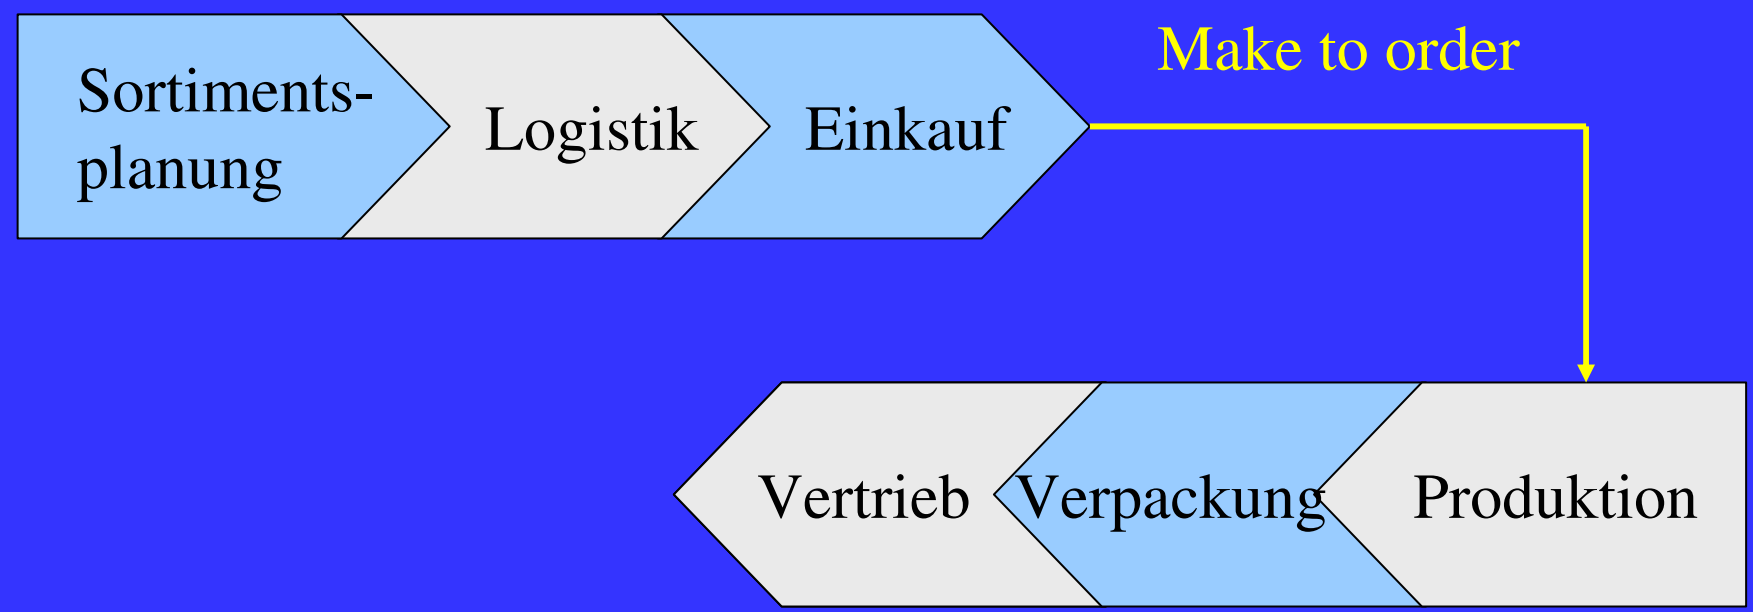 Sortiments-
planung
Logistik
Einkauf
Make to order
Vertrieb
Verpackung
Produktion